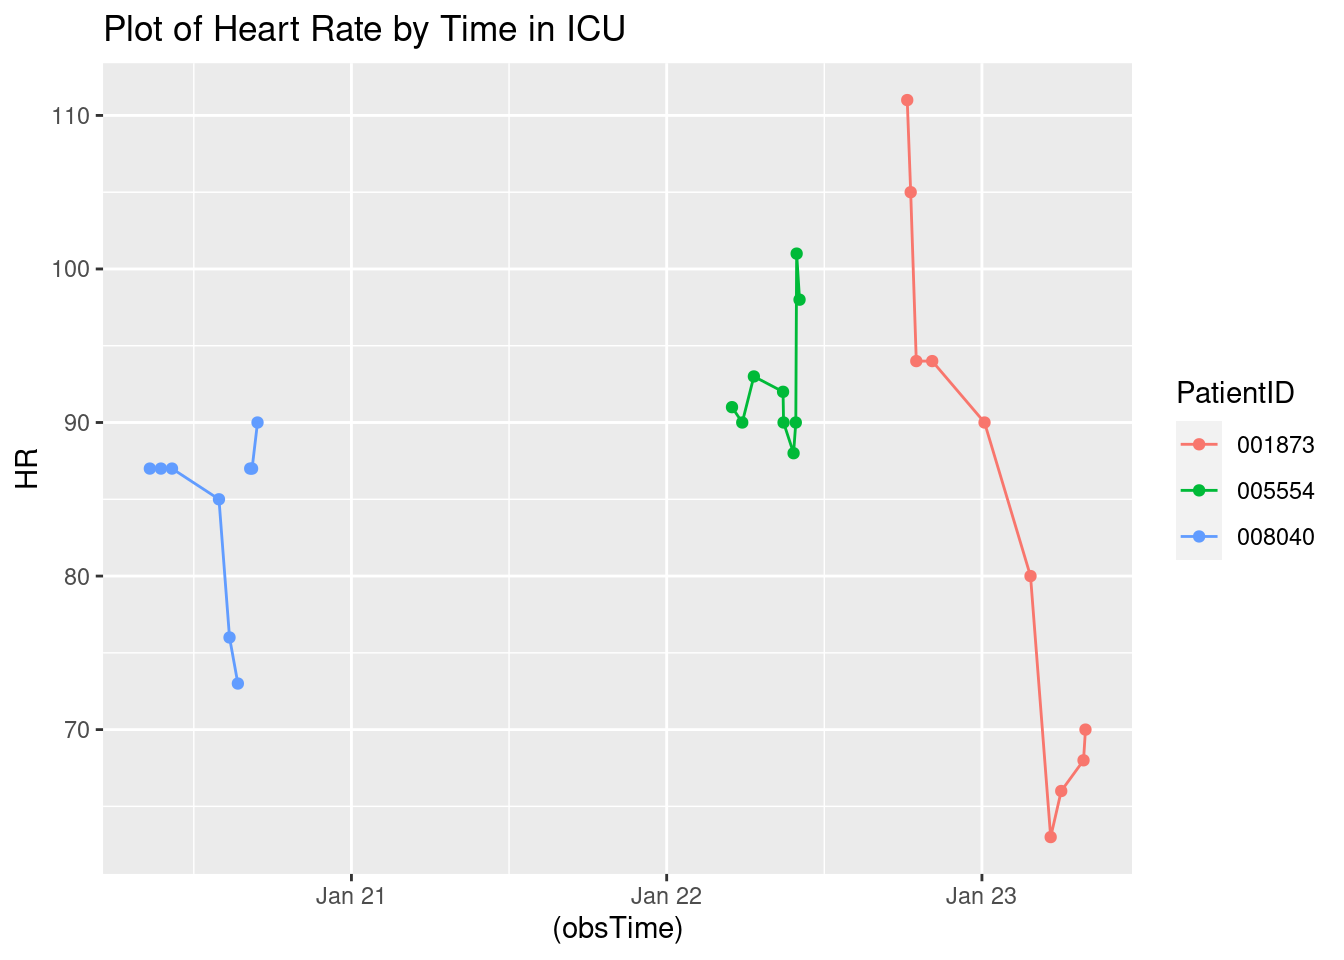 Plot of Heart Rate by Time in ICU
110
100
90
80
70
HR
Jan 21
Jan 22
Jan 23
(obsTime)
PatientID
001873
005554
008040